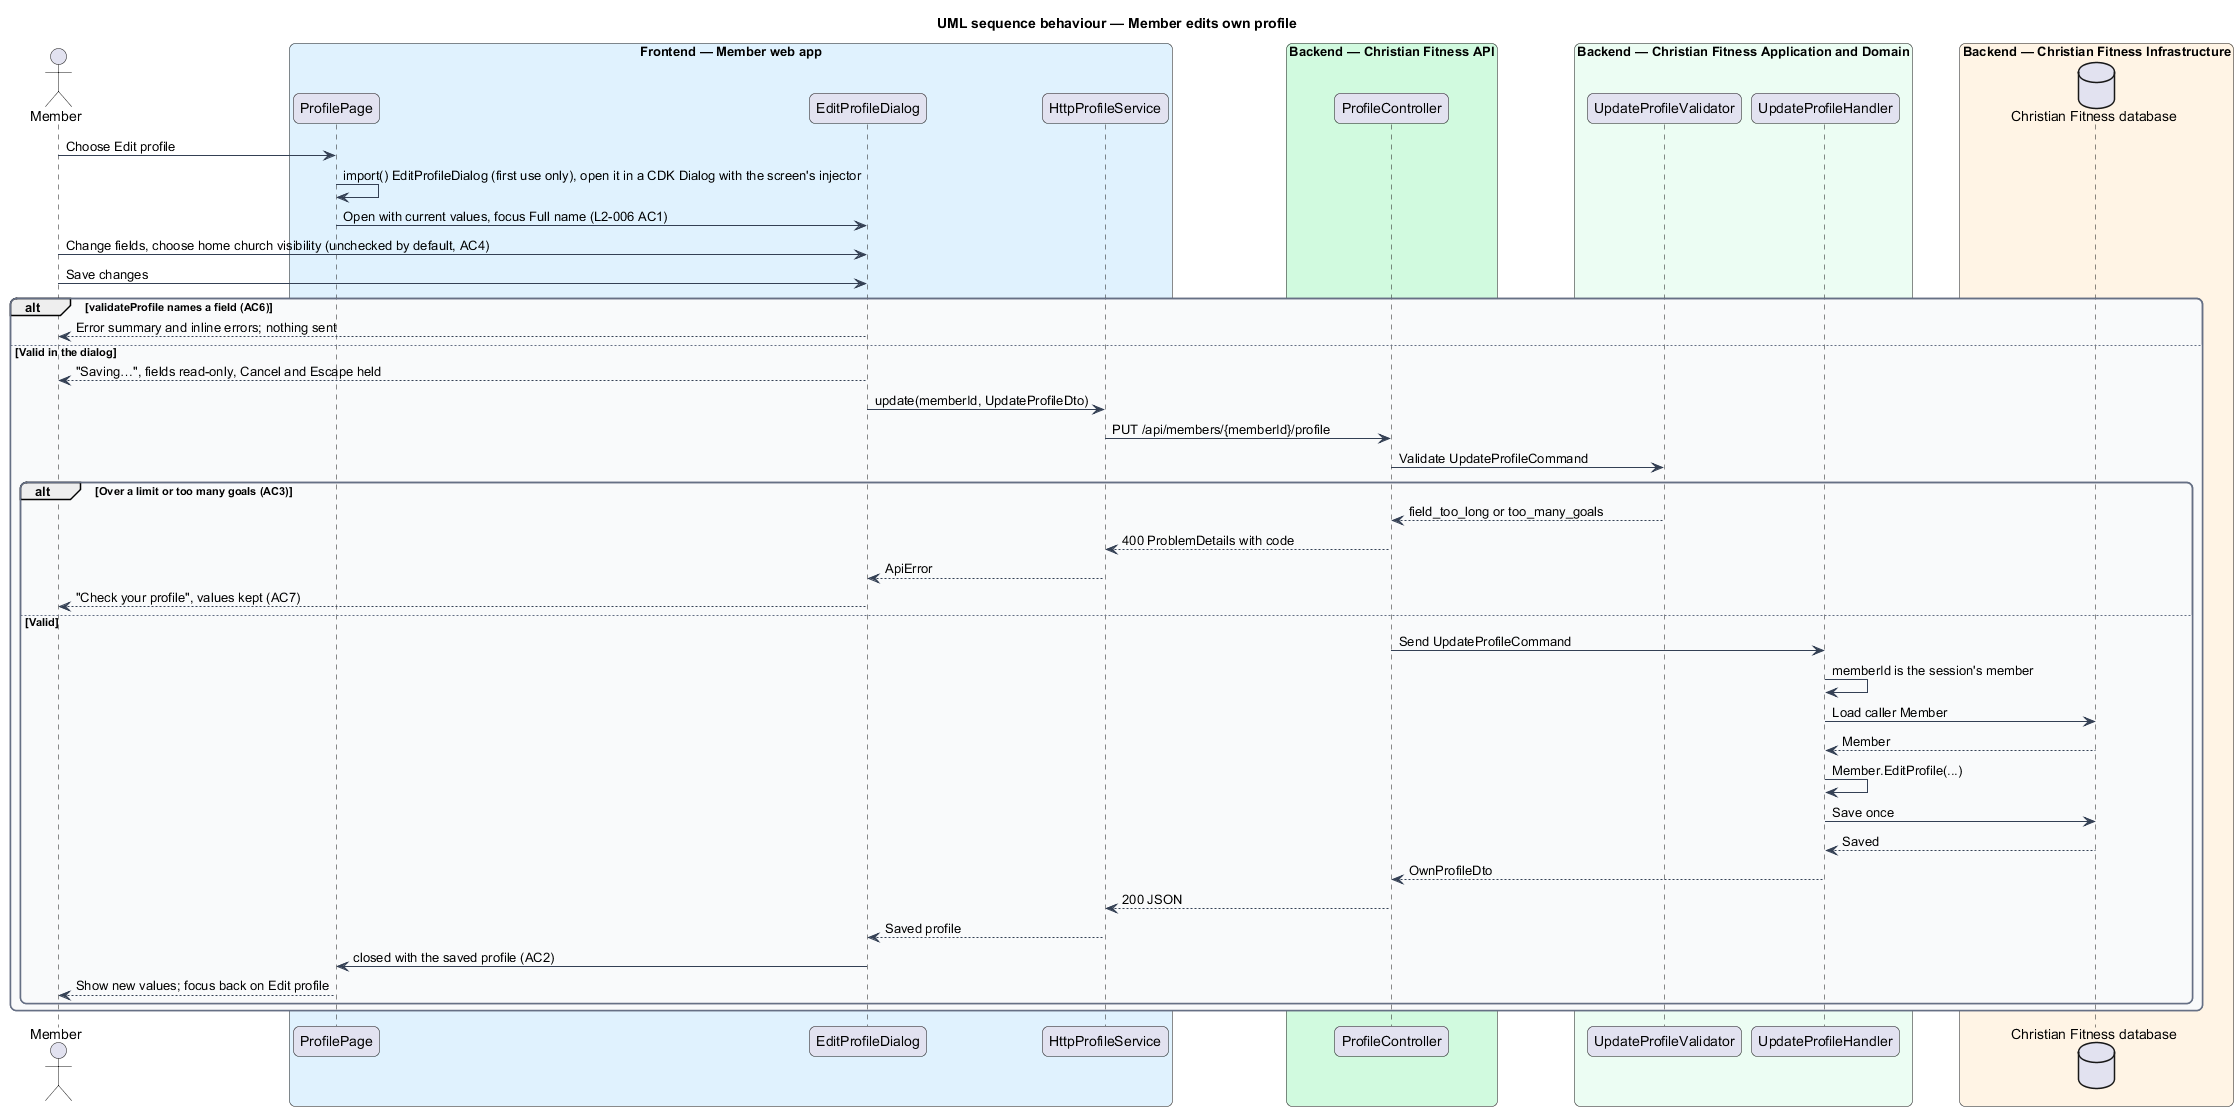 UML sequence behaviour — Member edits own profile
Frontend — Member web app
Backend — Christian Fitness API
Backend — Christian Fitness Application and Domain
Backend — Christian Fitness Infrastructure
Member
ProfilePage
EditProfileDialog
HttpProfileService
ProfileController
UpdateProfileValidator
UpdateProfileHandler
Christian Fitness database
Choose Edit profile
import() EditProfileDialog (first use only), open it in a CDK Dialog with the screen's injector
Open with current values, focus Full name (L2-006 AC1)
Change fields, choose home church visibility (unchecked by default, AC4)
Save changes
alt [validateProfile names a field (AC6)]
Error summary and inline errors; nothing sent
[Valid in the dialog]
"Saving…", fields read-only, Cancel and Escape held
update(memberId, UpdateProfileDto)
PUT /api/members/{memberId}/profile
Validate UpdateProfileCommand
alt [Over a limit or too many goals (AC3)]
field_too_long or too_many_goals
400 ProblemDetails with code
ApiError
"Check your profile", values kept (AC7)
[Valid]
Send UpdateProfileCommand
memberId is the session's member
Load caller Member
Member
Member.EditProfile(...)
Save once
Saved
OwnProfileDto
200 JSON
Saved profile
closed with the saved profile (AC2)
Show new values; focus back on Edit profile
Member
ProfilePage
EditProfileDialog
HttpProfileService
ProfileController
UpdateProfileValidator
UpdateProfileHandler
Christian Fitness database